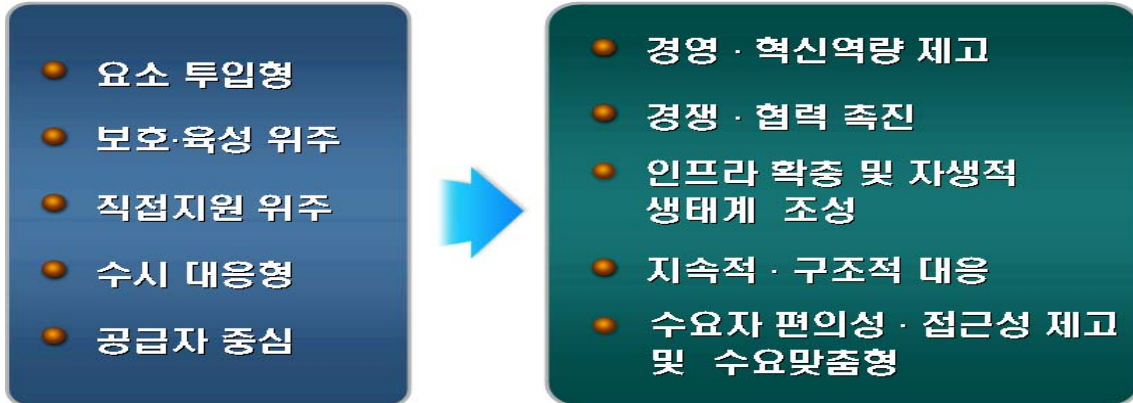 요소 투입형
보호·육성 위주
직접지원 위주
수시 대응형
공급자 중심
경영 · 혁신역량 제고
경쟁 · 협력 촉진
인프라 확충 및 자생적
생태계 조성
지속적 · 구조적 대응
수요자 편의성 · 접근성 제고
및 수요맞춤형